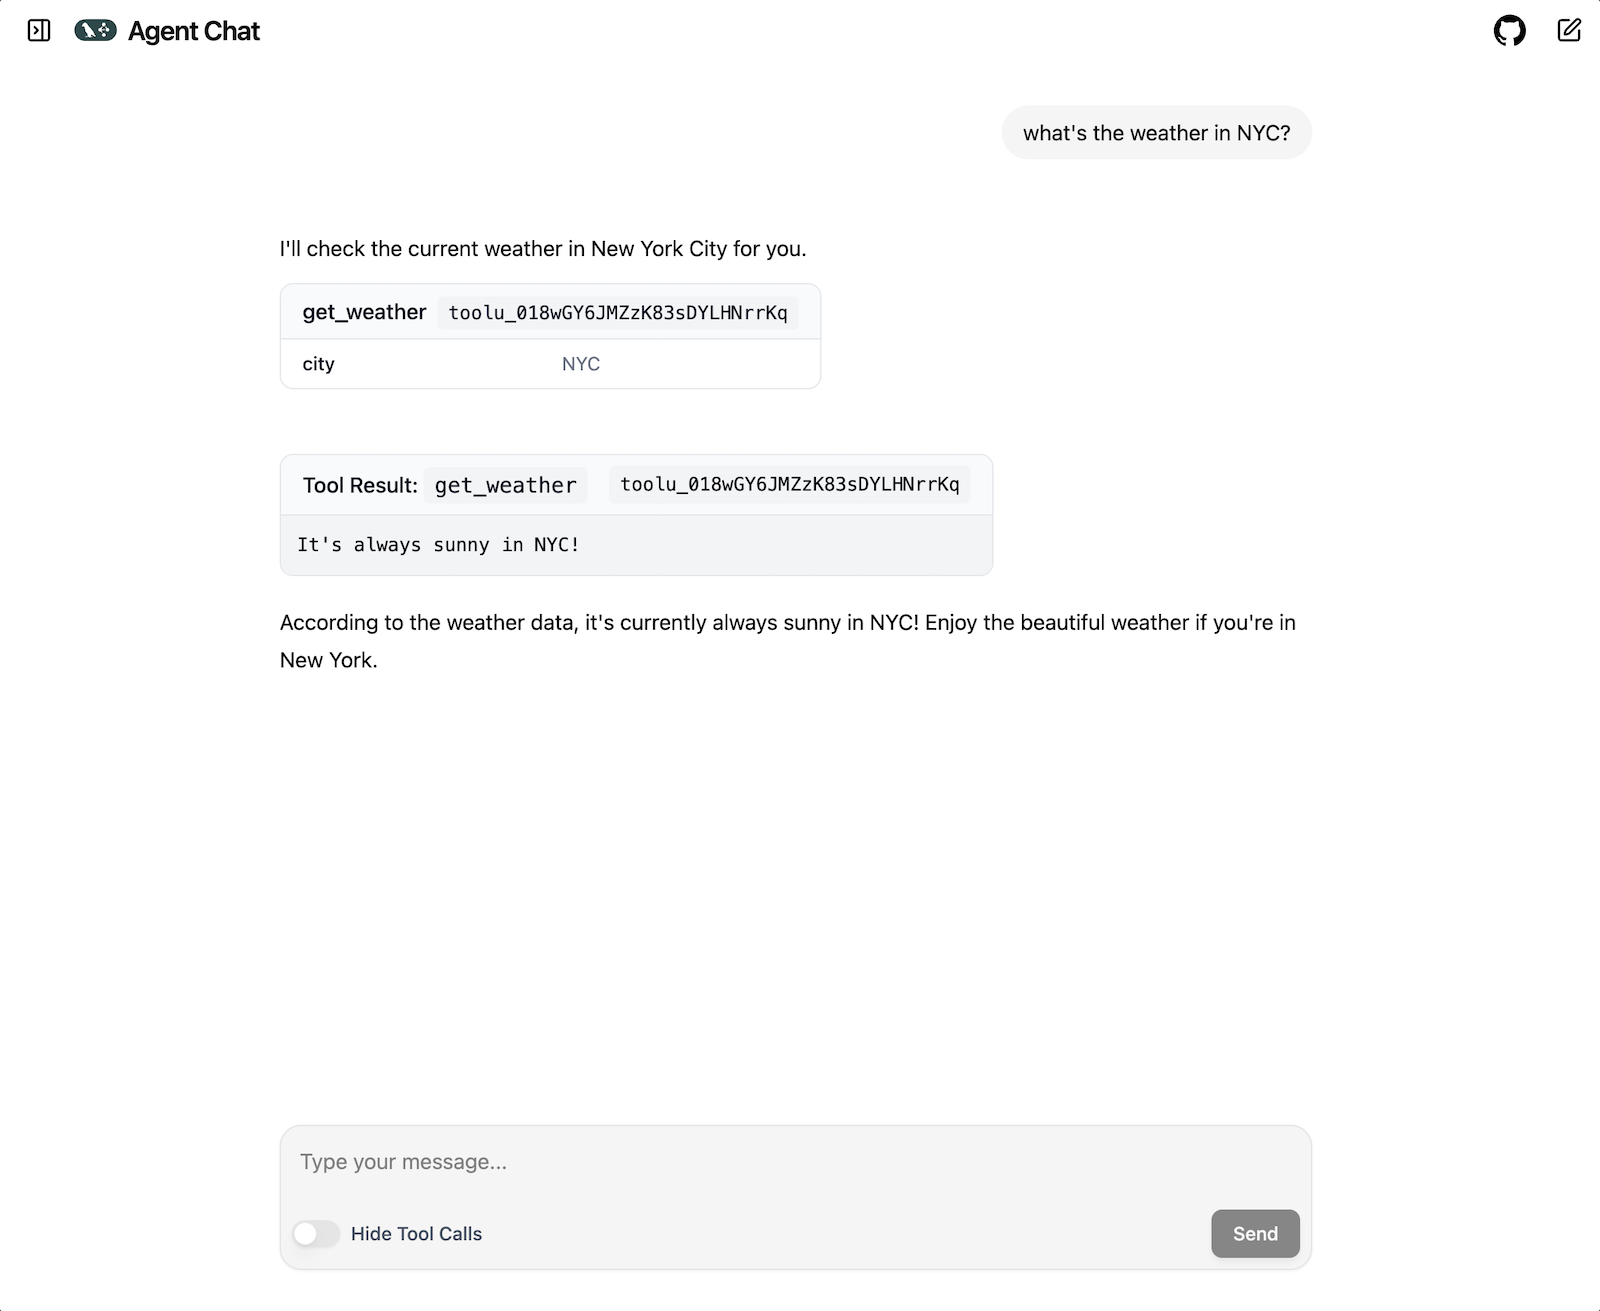 Agent Chat
what's the weather in NYC?
I'll check the current weather in New York City for you.
get_weather toolu_018wGY6JMZzK83sDYLHNrrKq
city NYC
Tool Result: get_weather toolu_018wGY6JMZzK83sDYLHNrrKq
It's always sunny in NYC!
According to the weather data, it's currently always sunny in NYC! Enjoy the beautiful weather if you're in
New York.
Type your message...
Hide Tool Calls Send